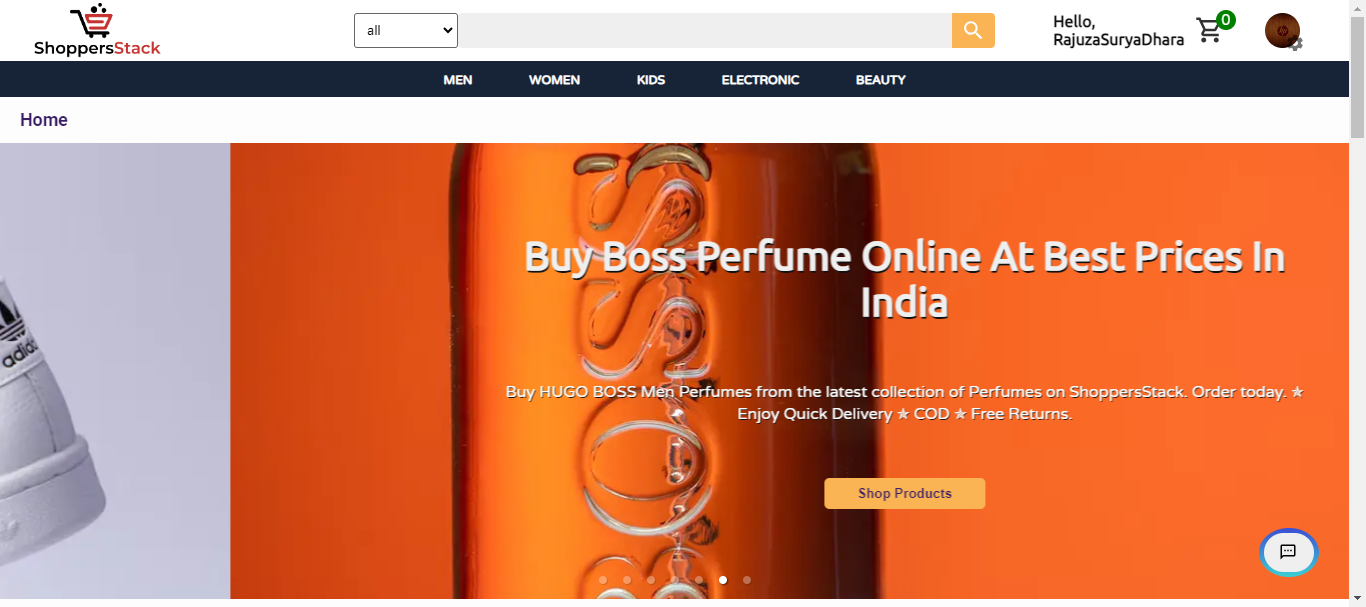 ShoppersStack
all
Hello,
RajuzaSuryaDhara
0
MEN WOMEN KIDS ELECTRONIC BEAUTY
Home
adidas
Buy Boss Perfume Online At Best Prices In
India
Buy HUGO BOSS Men Perfumes from the latest collection of Perfumes on ShoppersStack. Order today. ✯
Enjoy Quick Delivery ✯ COD ✯ Free Returns.
Shop Products
BOSS